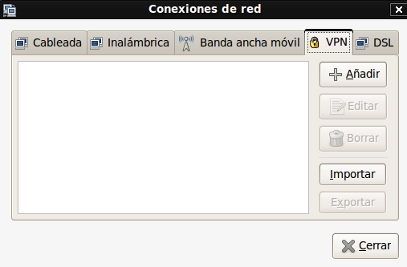 Conexiones de red
Cableada Inalámbrica Banda ancha móvil VPN DSL
Añadir
Editar
Borrar
Importar
Exportar
Cerrar